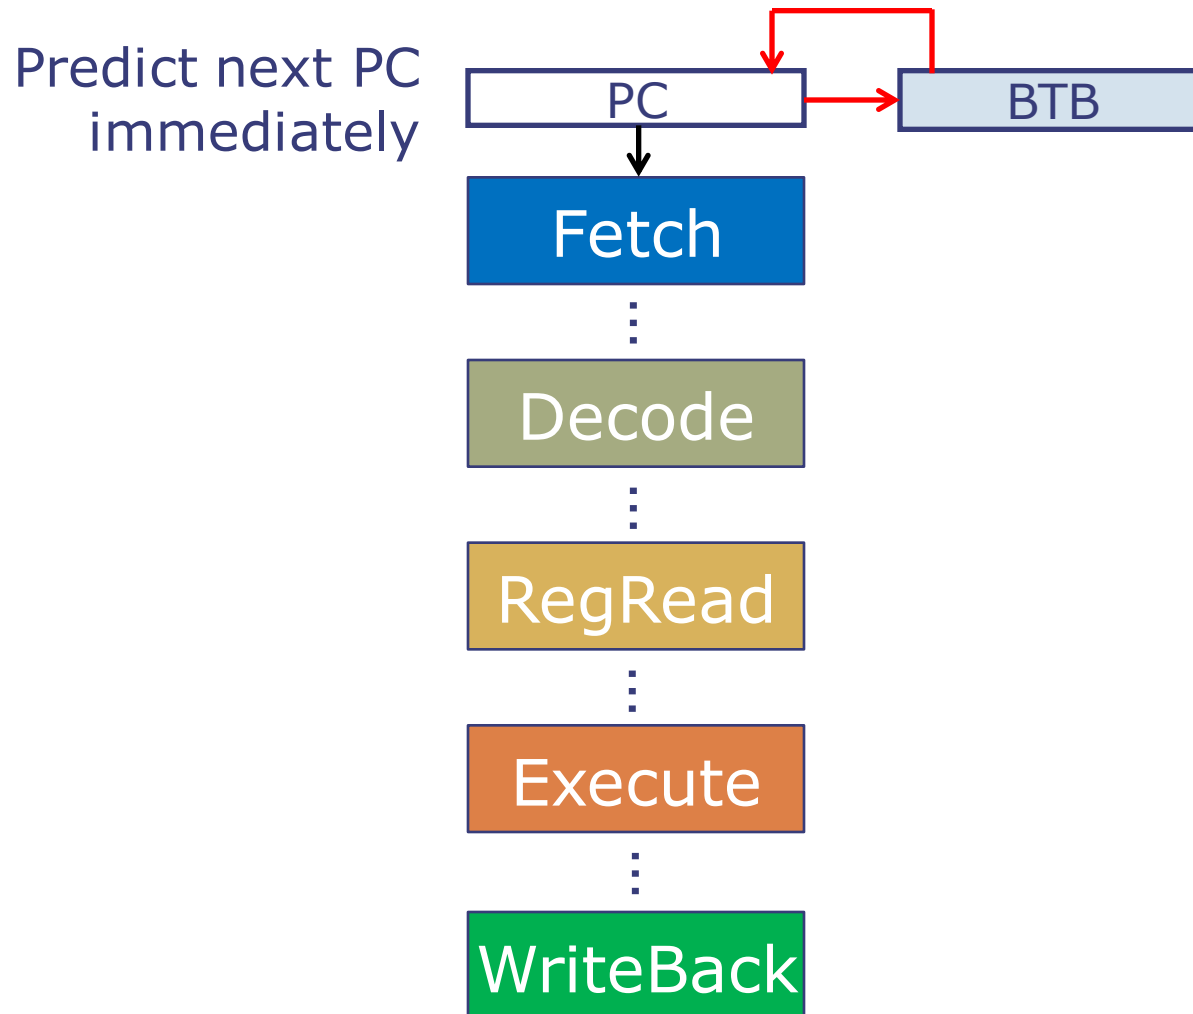 Predict next PC
immediately
PC
BTB
Fetch
Decode
RegRead
Execute
WriteBack